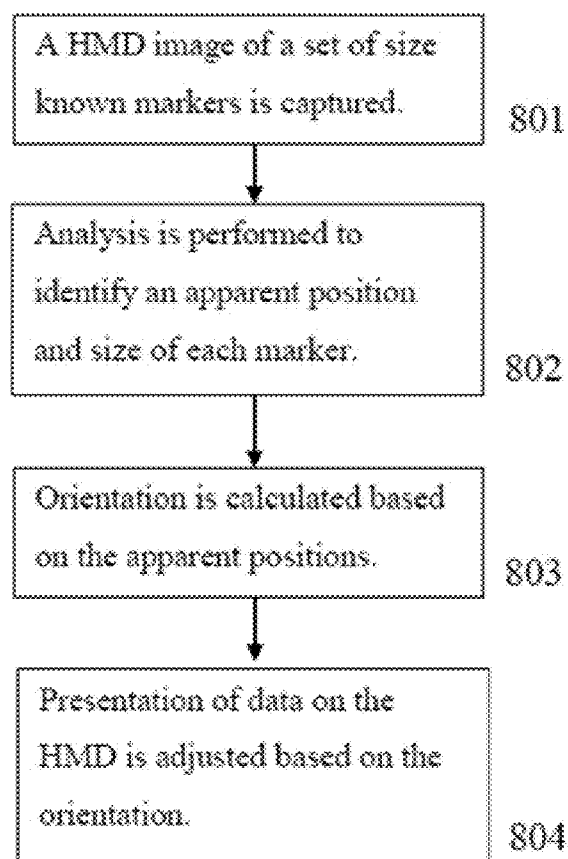 A HMD image of a set of size
known markers is captured.
801
Analysis is performed to
identify an apparent position
and size of each marker.
802
Orientation is calculated based
on the apparent positions.
803
Presentation of data on the
HMD is adjusted based on the
orientation.
804